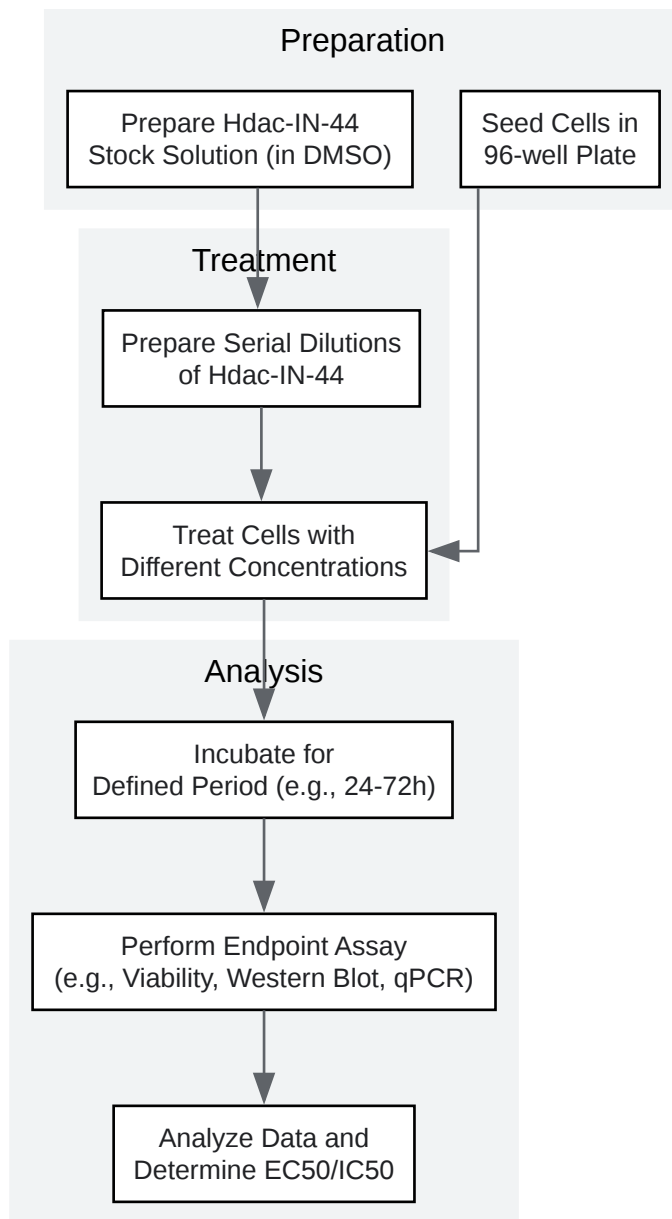 Preparation
Prepare Hdac-IN-44
Stock Solution (in DMSO)
Seed Cells in
96-well Plate
Treatment
Prepare Serial Dilutions
of Hdac-IN-44
Treat Cells with
Different Concentrations
Analysis
Incubate for
Defined Period (e.g., 24-72h)
Perform Endpoint Assay
(e.g., Viability, Western Blot, qPCR)
Analyze Data and
Determine EC50/IC50